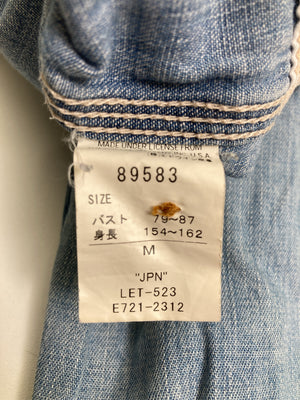 MADE UNDER LICENSE FROM
U.S.A
89583
SIZE
バスト 79~87
身長 154~162
M
"JPN"
LET-523
E721-2312